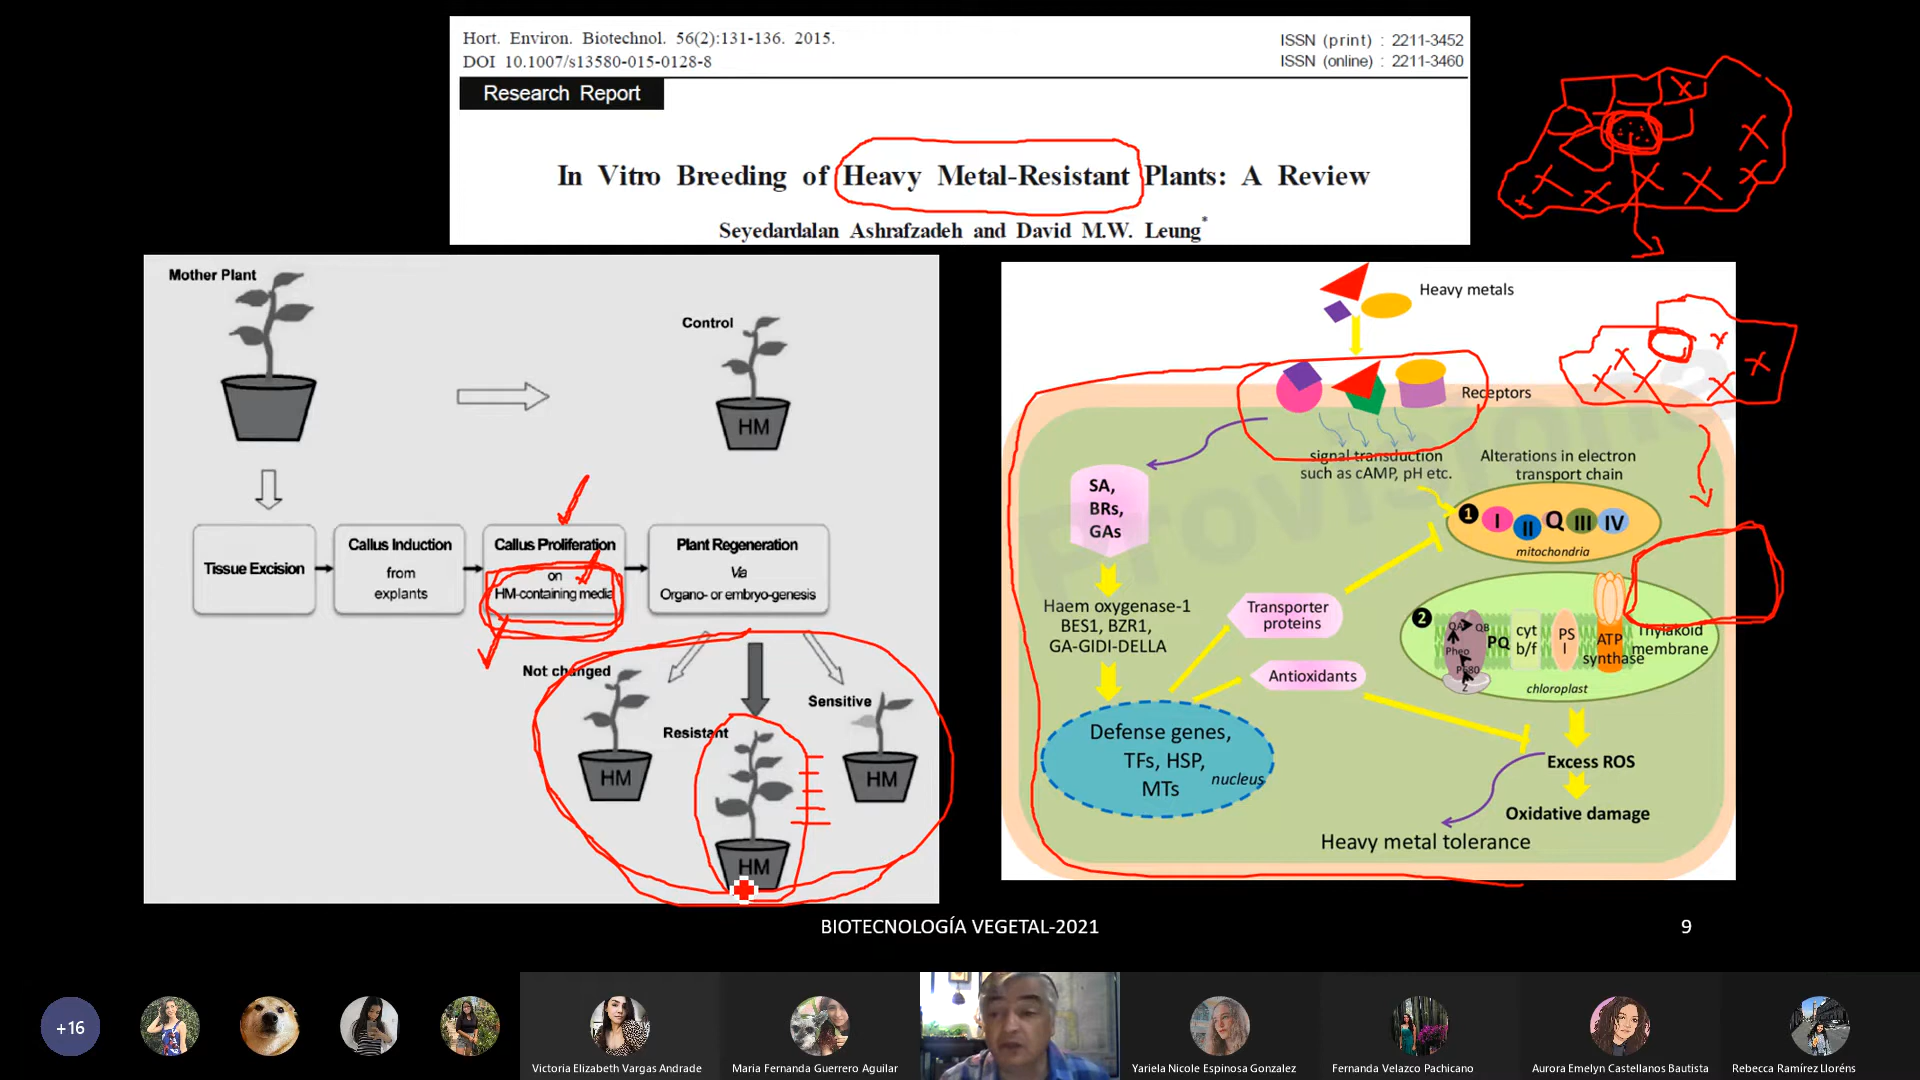 Hort. Environ. Biotechnol. 56(2):131-136. 2015.
DOI 10.1007/s13580-015-0128-8
ISSN (print) : 2211-3452
ISSN (online) : 2211-3460
Research Report
In Vitro Breeding of Heavy Metal-Resistant Plants: A Review
Seyedardalan Ashrafzadeh and David M.W. Leung*
Mother Plant
Control
HM
Tissue Excision
Callus Induction
from
explants
Callus Proliferation
on
HM-containing media
Plant Regeneration
Via
Organo- or embryo-genesis
Not changed
Resistant
Sensitive
HM
HM
HM
Heavy metals
Receptors
signal transduction
such as cAMP, pH etc.
Alterations in electron
transport chain
SA,
BRs,
GAs
1 I II Q III IV
mitochondria
Haem oxygenase-1
BES1, BZR1,
GA-GIDI-DELLA
Transporter
proteins
Antioxidants
2
QA QB
Pheo
P680
Z
PQ
cyt
b/f
PS
I
ATP
synthase
Thylakoid
membrane
chloroplast
Defense genes,
TFs, HSP,
MTs
nucleus
Excess ROS
Oxidative damage
Heavy metal tolerance
Provisional
BIOTECNOLOGÍA VEGETAL-2021
9
+16
Victoria Elizabeth Vargas Andrade
Maria Fernanda Guerrero Aguilar
Yariela Nicole Espinosa Gonzalez
Fernanda Velazco Pachicano
Aurora Emelyn Castellanos Bautista
Rebecca Ramírez Lloréns